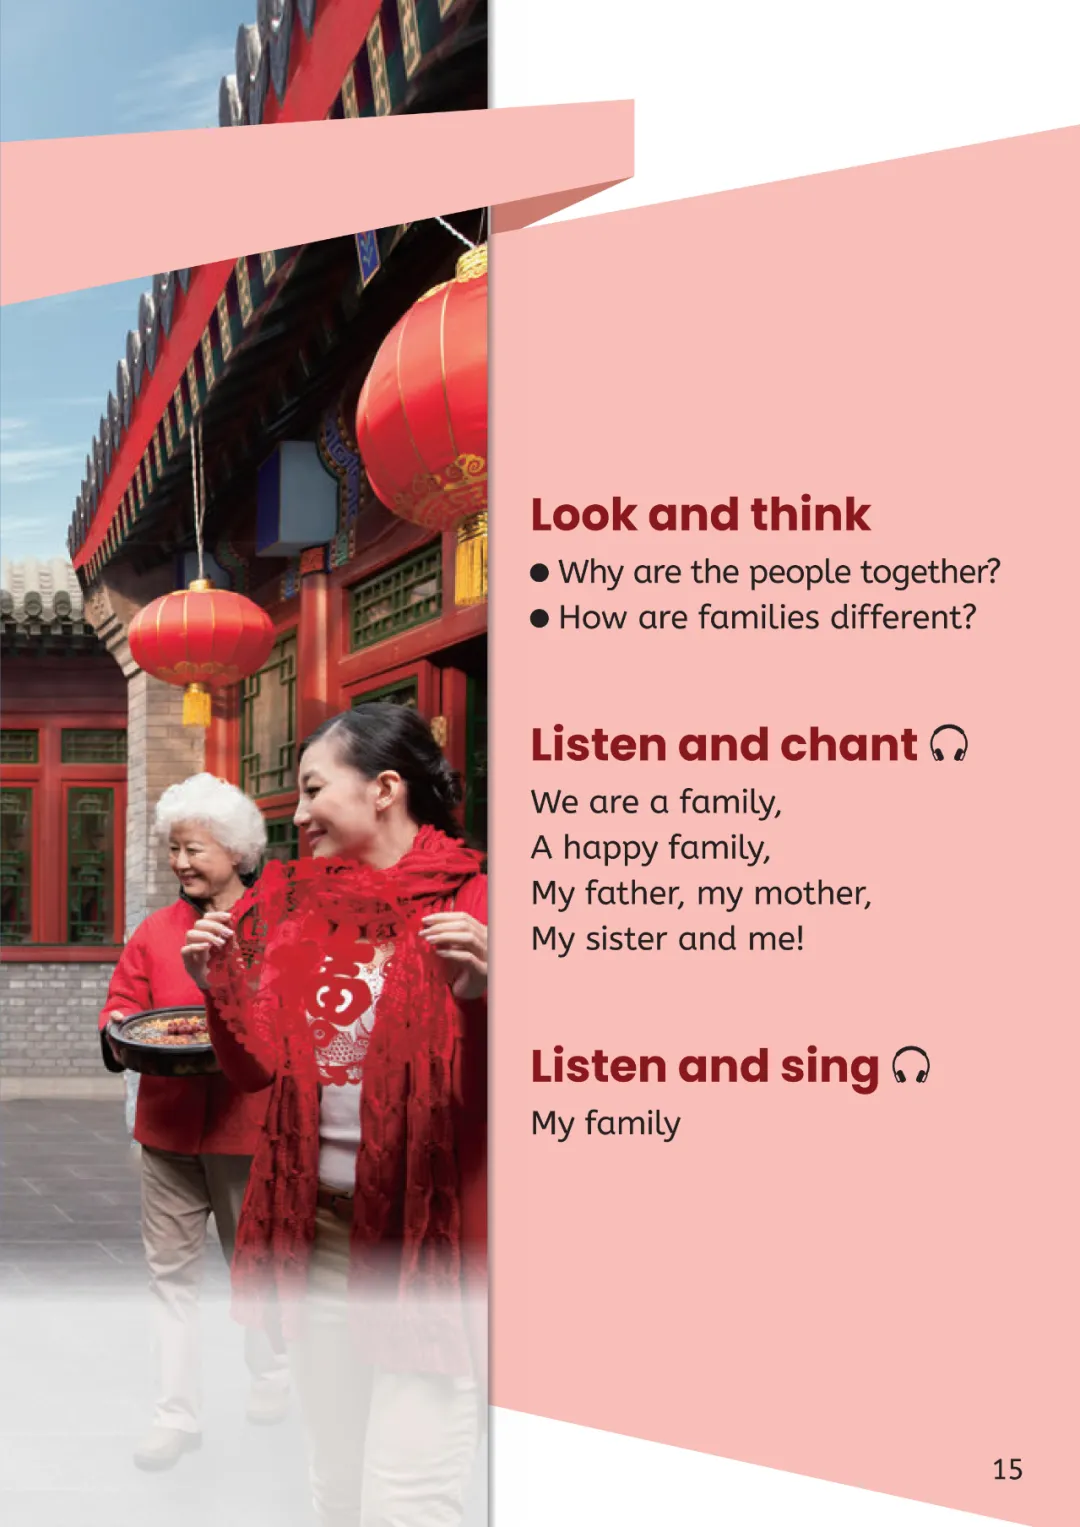 Look and think
● Why are the people together?
● How are families different?
Listen and chant
We are a family,
A happy family,
My father, my mother,
My sister and me!
Listen and sing
My family
15